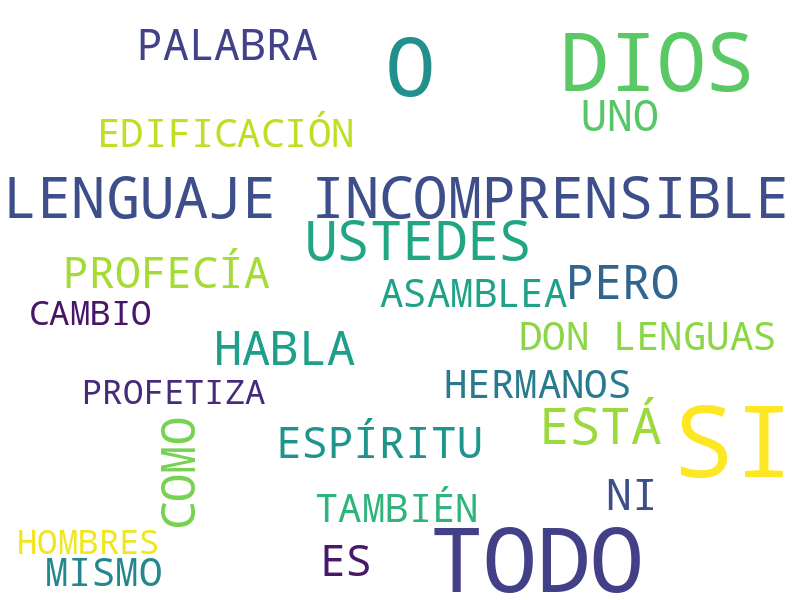 PALABRA
O
DIOS
UNO
EDIFICACIÓN
LENGUAJE INCOMPRENSIBLE
USTEDES
PROFECÍA
ASAMBLEA
PERO
CAMBIO
HABLA
DON LENGUAS
PROFETIZA
HERMANOS
ESTÁ
SI
COMO
ESPÍRITU
TAMBIÉN
NI
HOMBRES
MISMO
ES
TODO